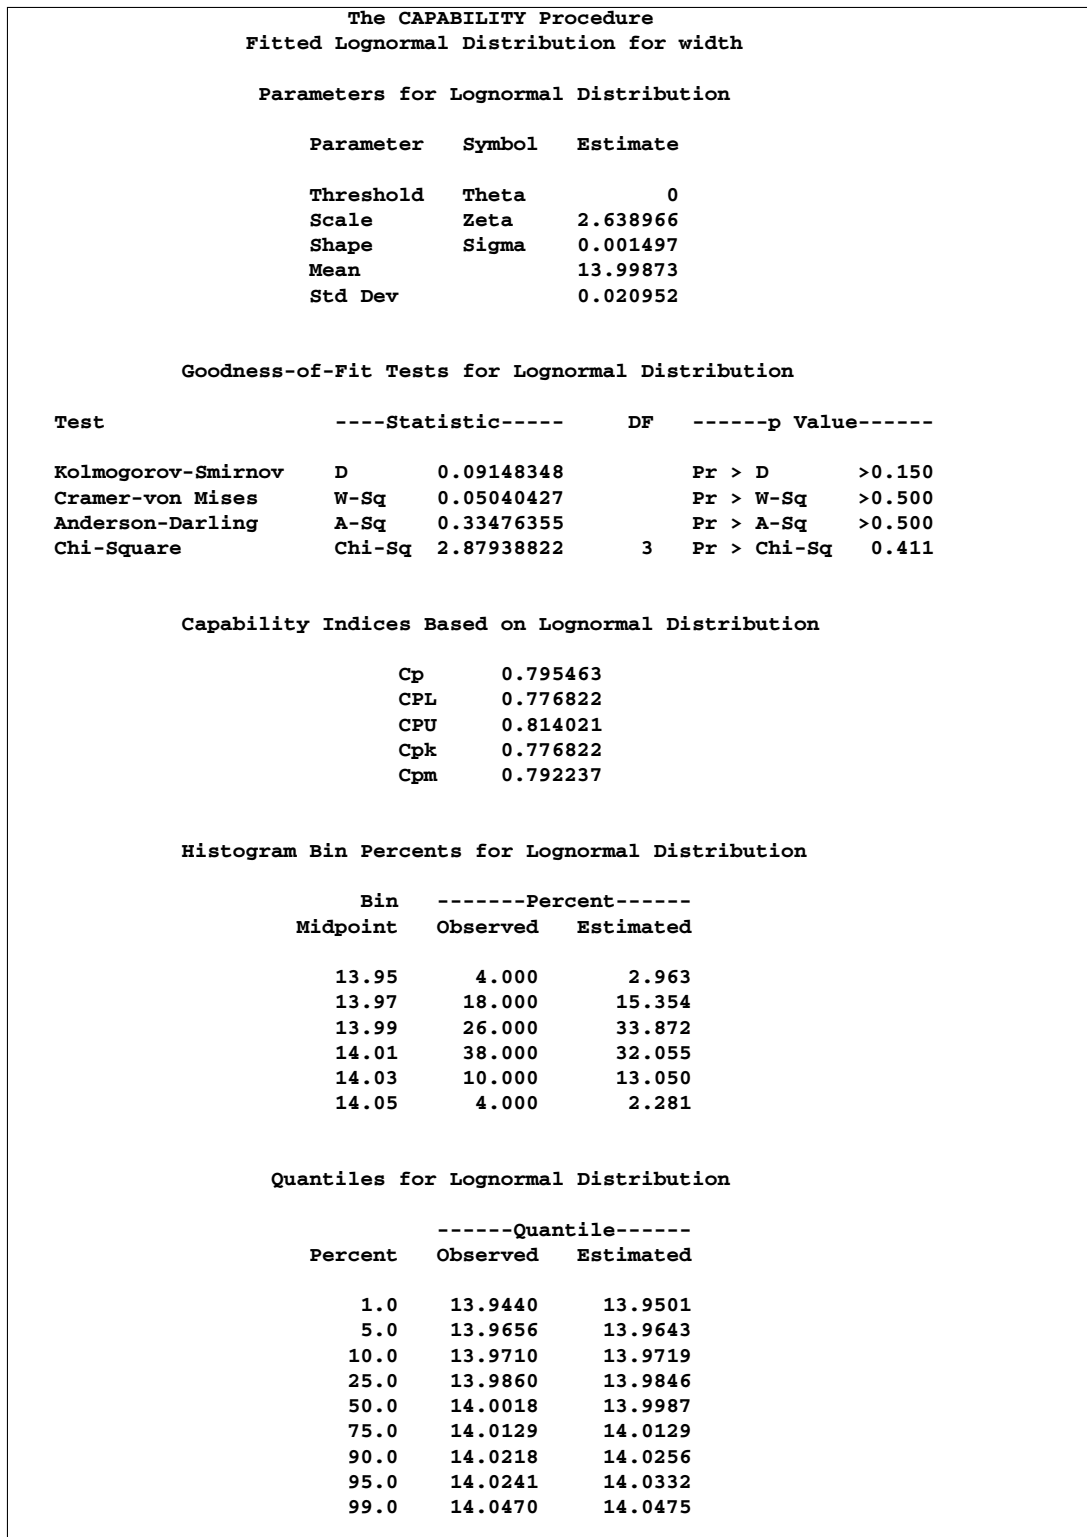 The CAPABILITY Procedure
Fitted Lognormal Distribution for width
Parameters for Lognormal Distribution
Parameter Symbol Estimate
Threshold Theta 0
Scale Zeta 2.638966
Shape Sigma 0.001497
Mean 13.99873
Std Dev 0.020952
Goodness-of-Fit Tests for Lognormal Distribution
Test ----Statistic----- DF ------p Value------
Kolmogorov-Smirnov D 0.09148348 Pr > D >0.150
Cramer-von Mises W-Sq 0.05040427 Pr > W-Sq >0.500
Anderson-Darling A-Sq 0.33476355 Pr > A-Sq >0.500
Chi-Square Chi-Sq 2.87938822 3 Pr > Chi-Sq 0.411
Capability Indices Based on Lognormal Distribution
Cp 0.795463
CPL 0.776822
CPU 0.814021
Cpk 0.776822
Cpm 0.792237
Histogram Bin Percents for Lognormal Distribution
Bin -------Percent------
Midpoint Observed Estimated
13.95 4.000 2.963
13.97 18.000 15.354
13.99 26.000 33.872
14.01 38.000 32.055
14.03 10.000 13.050
14.05 4.000 2.281
Quantiles for Lognormal Distribution
------Quantile------
Percent Observed Estimated
1.0 13.9440 13.9501
5.0 13.9656 13.9643
10.0 13.9710 13.9719
25.0 13.9860 13.9846
50.0 14.0018 13.9987
75.0 14.0129 14.0129
90.0 14.0218 14.0256
95.0 14.0241 14.0332
99.0 14.0470 14.0475